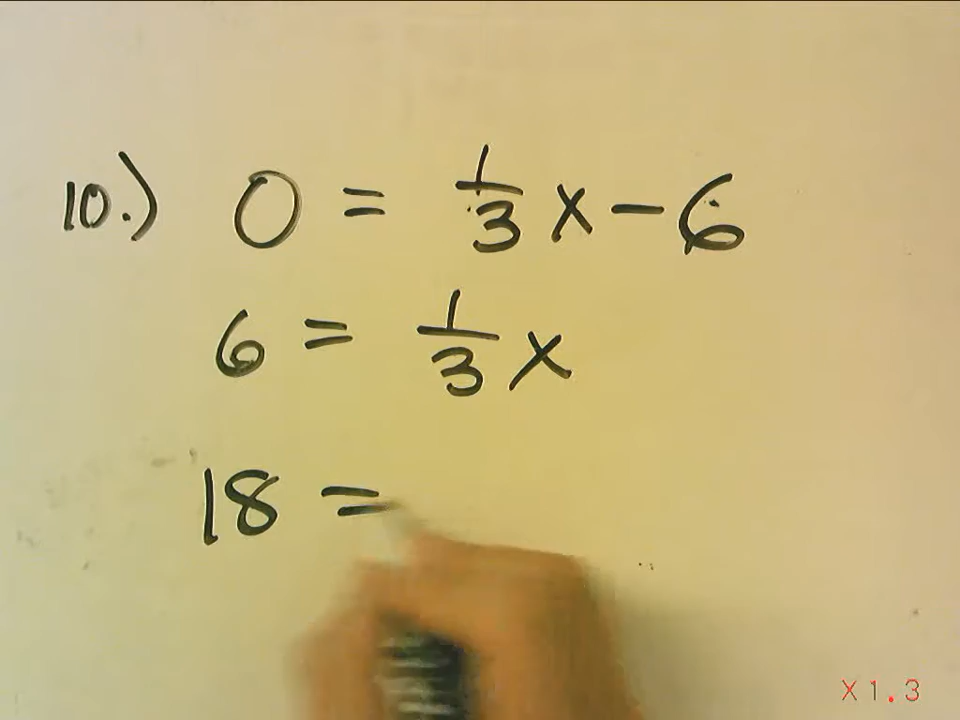 10.) 0 = 1/3 x - 6
6 = 1/3 x
18 =
X1.3